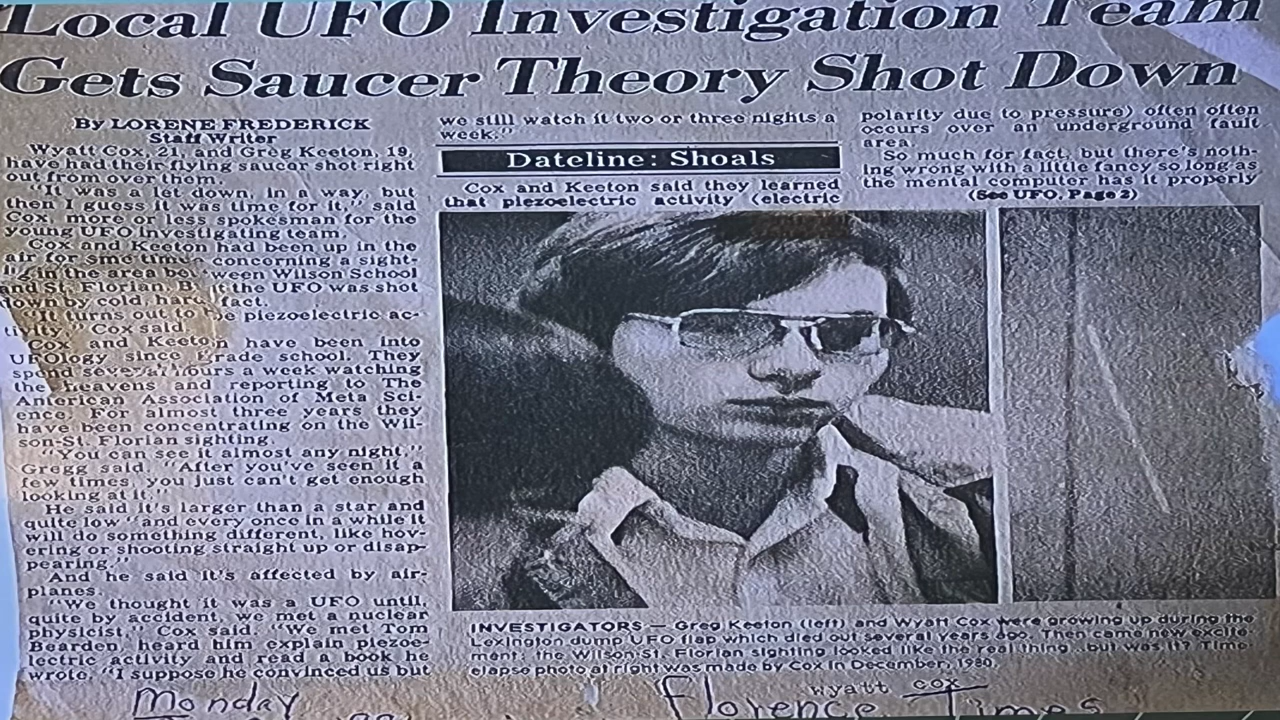 Local UFO Investigation Team
Gets Saucer Theory Shot Down
By LORENE FREDERICK
Staff Writer
Wyatt Cox, 21, and Greg Keeton, 19,
have had their flying saucer shot right
out from over them.
"It was a let down, in a way, but
then I guess it was time for it," said
Cox, more or less spokesman for the
young UFO investigating team.
Cox and Keeton had been up in the
air for sme time concerning a sight-
in the area between Wilson School
and St. Florian. But the UFO was shot
down by cold, hard fact.
"It turns out to be piezoelectric ac-
tivity," Cox said.
Cox and Keeton have been into
UFOlogy since grade school. They
spend several hours a week watching
the heavens and reporting to The
American Association of Meta Sci-
ence. For almost three years they
have been concentrating on the Wil-
son-St. Florian sighting.
"You can see it almost any night,"
Gregg said. "After you've seen it a
few times, you just can't get enough
looking at it."
He said it's larger than a star and
quite low "and every once in a while it
will do something different, like hov-
ering or shooting straight up or disap-
pearing."
And he said it's affected by air-
planes.
"We thought it was a UFO until,
quite by accident, we met a nuclear
physicist," Cox said. "We met Tom
Bearden, heard him explain piezoe-
lectric activity and read a book he
wrote. "I suppose he convinced us but
we still watch it two or three nights a
week."
Dateline: Shoals
Cox and Keeton said they learned
that piezoelectric activity (electric
polarity due to pressure) often often
occurs over an underground fault
area.
So much for fact, but there's noth-
ing wrong with a little fancy so long as
the mental computer has it properly
(See UFO, Page 2)
INVESTIGATORS — Greg Keeton (left) and Wyatt Cox were growing up during the
Lexington dump UFO flap which died out several years ago. Then came new excite-
ment, the Wilson-St. Florian sighting looked like the real thing...but was it? Time-
elapse photo at right was made by Cox in December, 1980.
wyatt cox
Monday Florence Times